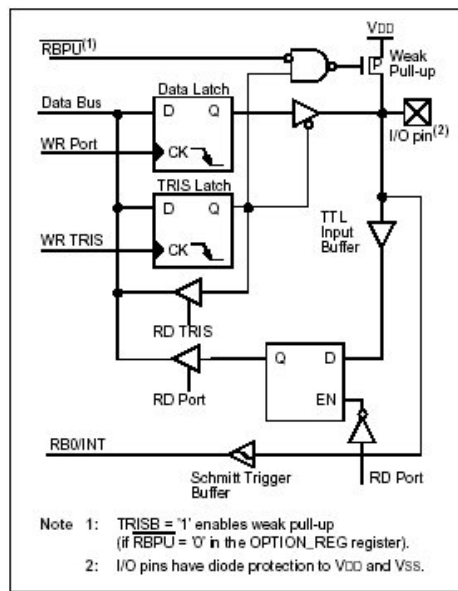 VDD
RBPU(1)
P
Weak
Pull-up
Data Bus
Data Latch
D Q
I/O pin(2)
WR Port
CK
TRIS Latch
D Q
TTL
Input
Buffer
WR TRIS
CK
RD TRIS
Q D
RD Port
EN
RB0/INT
Schmitt Trigger
Buffer
RD Port
Note 1: TRISB = '1' enables weak pull-up
(if RBPU = '0' in the OPTION_REG register).
2: I/O pins have diode protection to VDD and VSS.